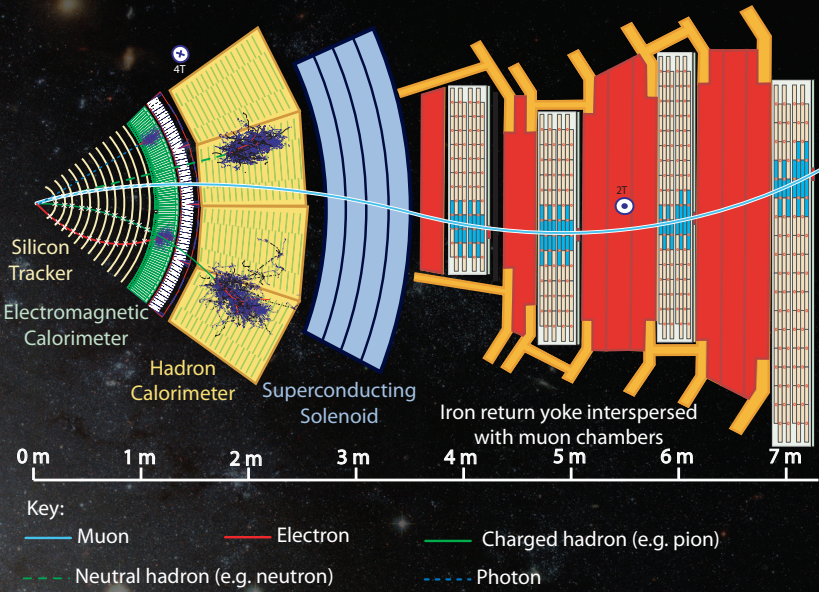 4T
2T
Silicon
Tracker
Electromagnetic
Calorimeter
Hadron
Calorimeter
Superconducting
Solenoid
Iron return yoke interspersed
with muon chambers
0 m 1 m 2 m 3 m 4 m 5 m 6 m 7 m
Key:
Muon Electron Charged hadron (e.g. pion)
Neutral hadron (e.g. neutron) Photon